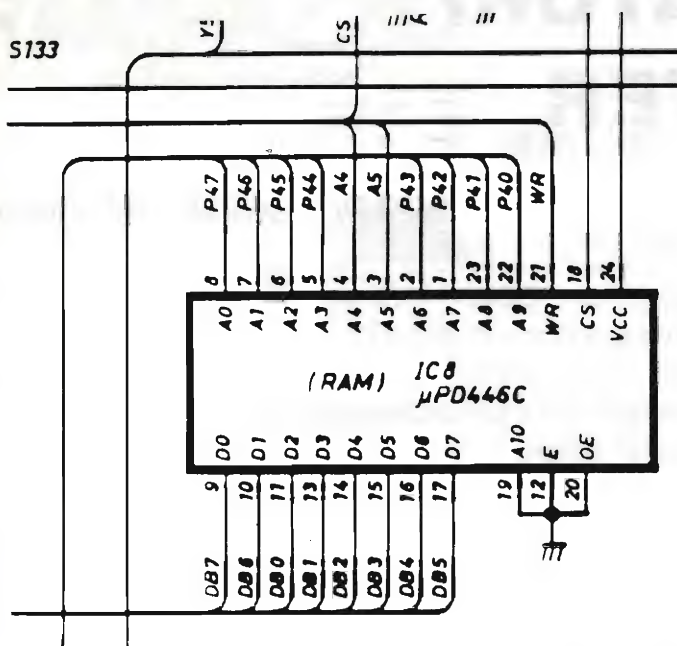 S133
CS
P47 P46 P45 P44 A4 A5 P43 P42 P41 P40 WR
8 7 6 5 4 3 2 1 23 22 21 18 24
A0 A1 A2 A3 A4 A5 A6 A7 A8 A9 WR CS VCC
(RAM) IC8
µPD446C
D0 D1 D2 D3 D4 D5 D6 D7 A10 E OE
9 10 11 13 14 15 16 17 19 12 20
DB7 DB6 DB0 DB1 DB2 DB3 DB4 DB5